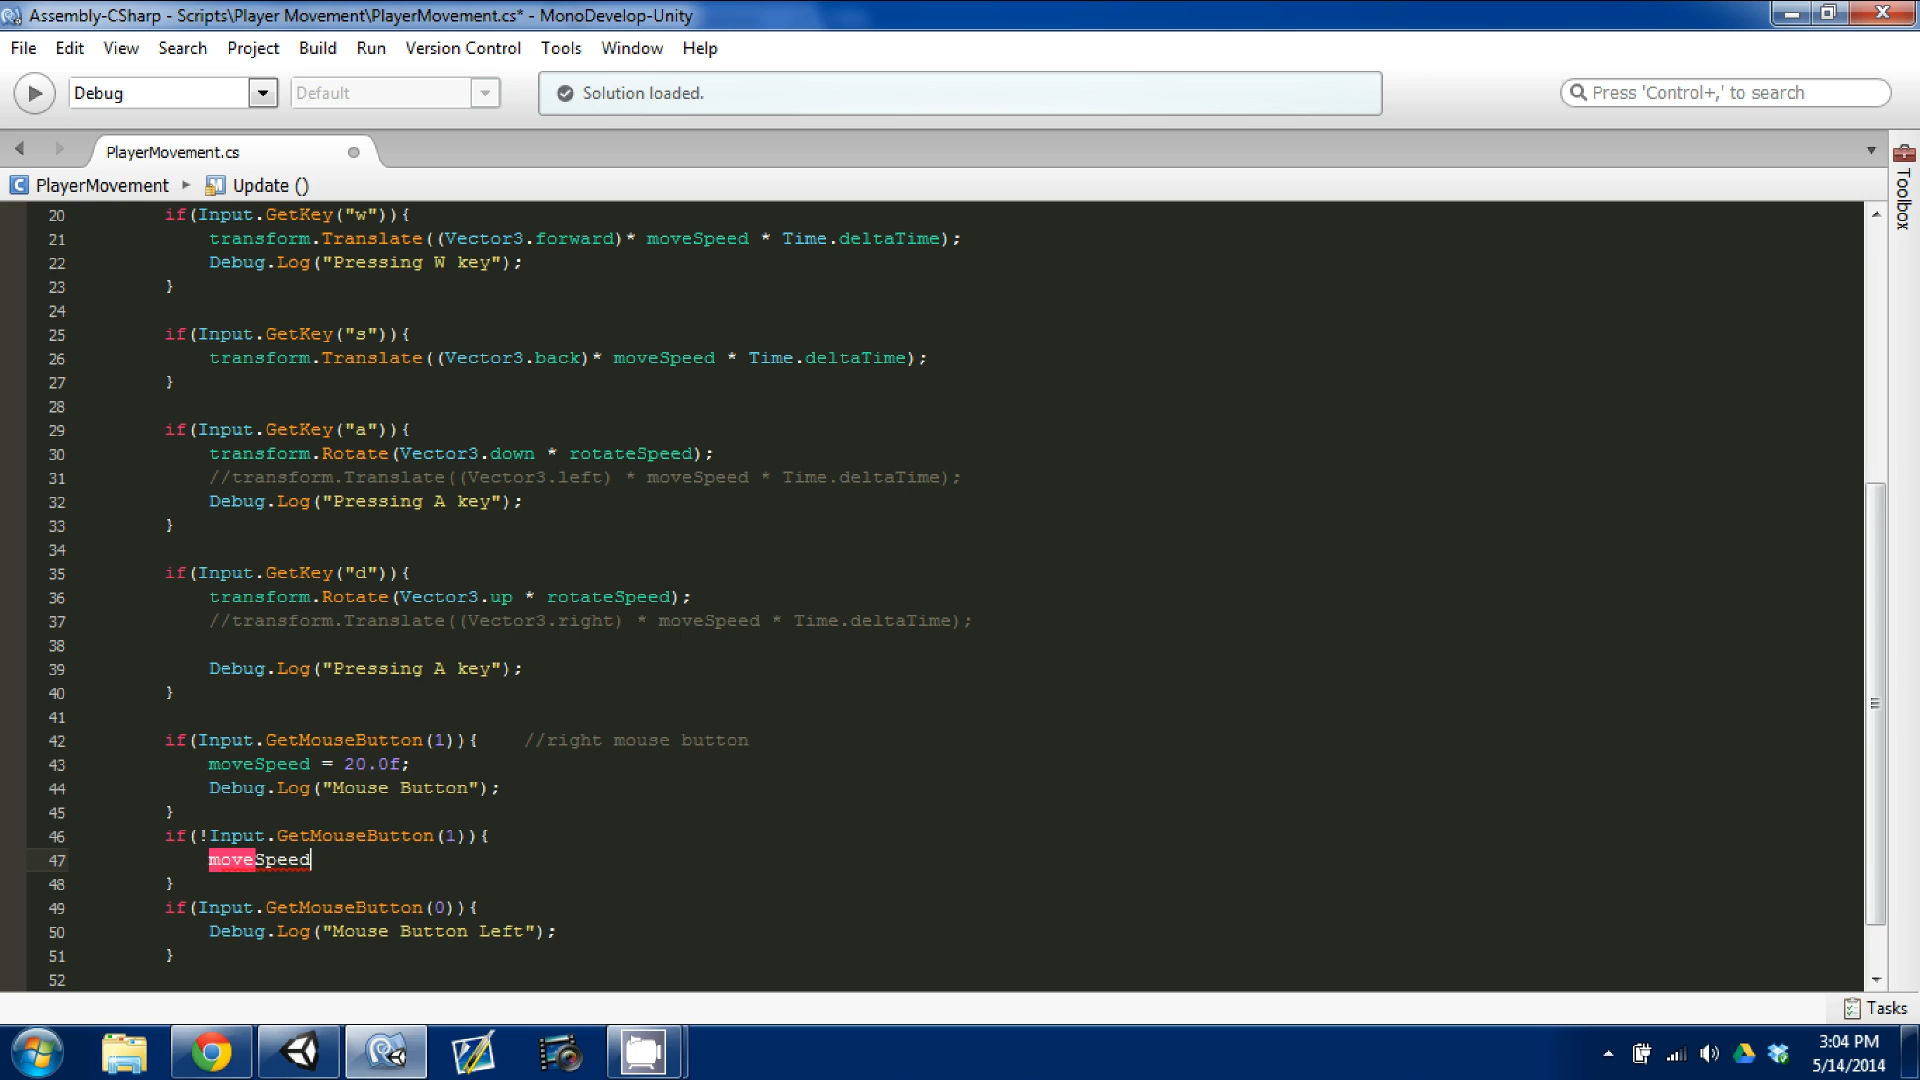 Assembly-CSharp - Scripts\Player Movement\PlayerMovement.cs* - MonoDevelop-Unity
File Edit View Search Project Build Run Version Control Tools Window Help
Debug Default Solution loaded. Press 'Control+,' to search
PlayerMovement.cs
PlayerMovement Update ()
Toolbox
20 if(Input.GetKey("w")){
21 transform.Translate((Vector3.forward)* moveSpeed * Time.deltaTime);
22 Debug.Log("Pressing W key");
23 }
24
25 if(Input.GetKey("s")){
26 transform.Translate((Vector3.back)* moveSpeed * Time.deltaTime);
27 }
28
29 if(Input.GetKey("a")){
30 transform.Rotate(Vector3.down * rotateSpeed);
31 //transform.Translate((Vector3.left) * moveSpeed * Time.deltaTime);
32 Debug.Log("Pressing A key");
33 }
34
35 if(Input.GetKey("d")){
36 transform.Rotate(Vector3.up * rotateSpeed);
37 //transform.Translate((Vector3.right) * moveSpeed * Time.deltaTime);
38
39 Debug.Log("Pressing A key");
40 }
41
42 if(Input.GetMouseButton(1)){ //right mouse button
43 moveSpeed = 20.0f;
44 Debug.Log("Mouse Button");
45 }
46 if(!Input.GetMouseButton(1)){
47 moveSpeed
48 }
49 if(Input.GetMouseButton(0)){
50 Debug.Log("Mouse Button Left");
51 }
52
Tasks
3:04 PM
5/14/2014